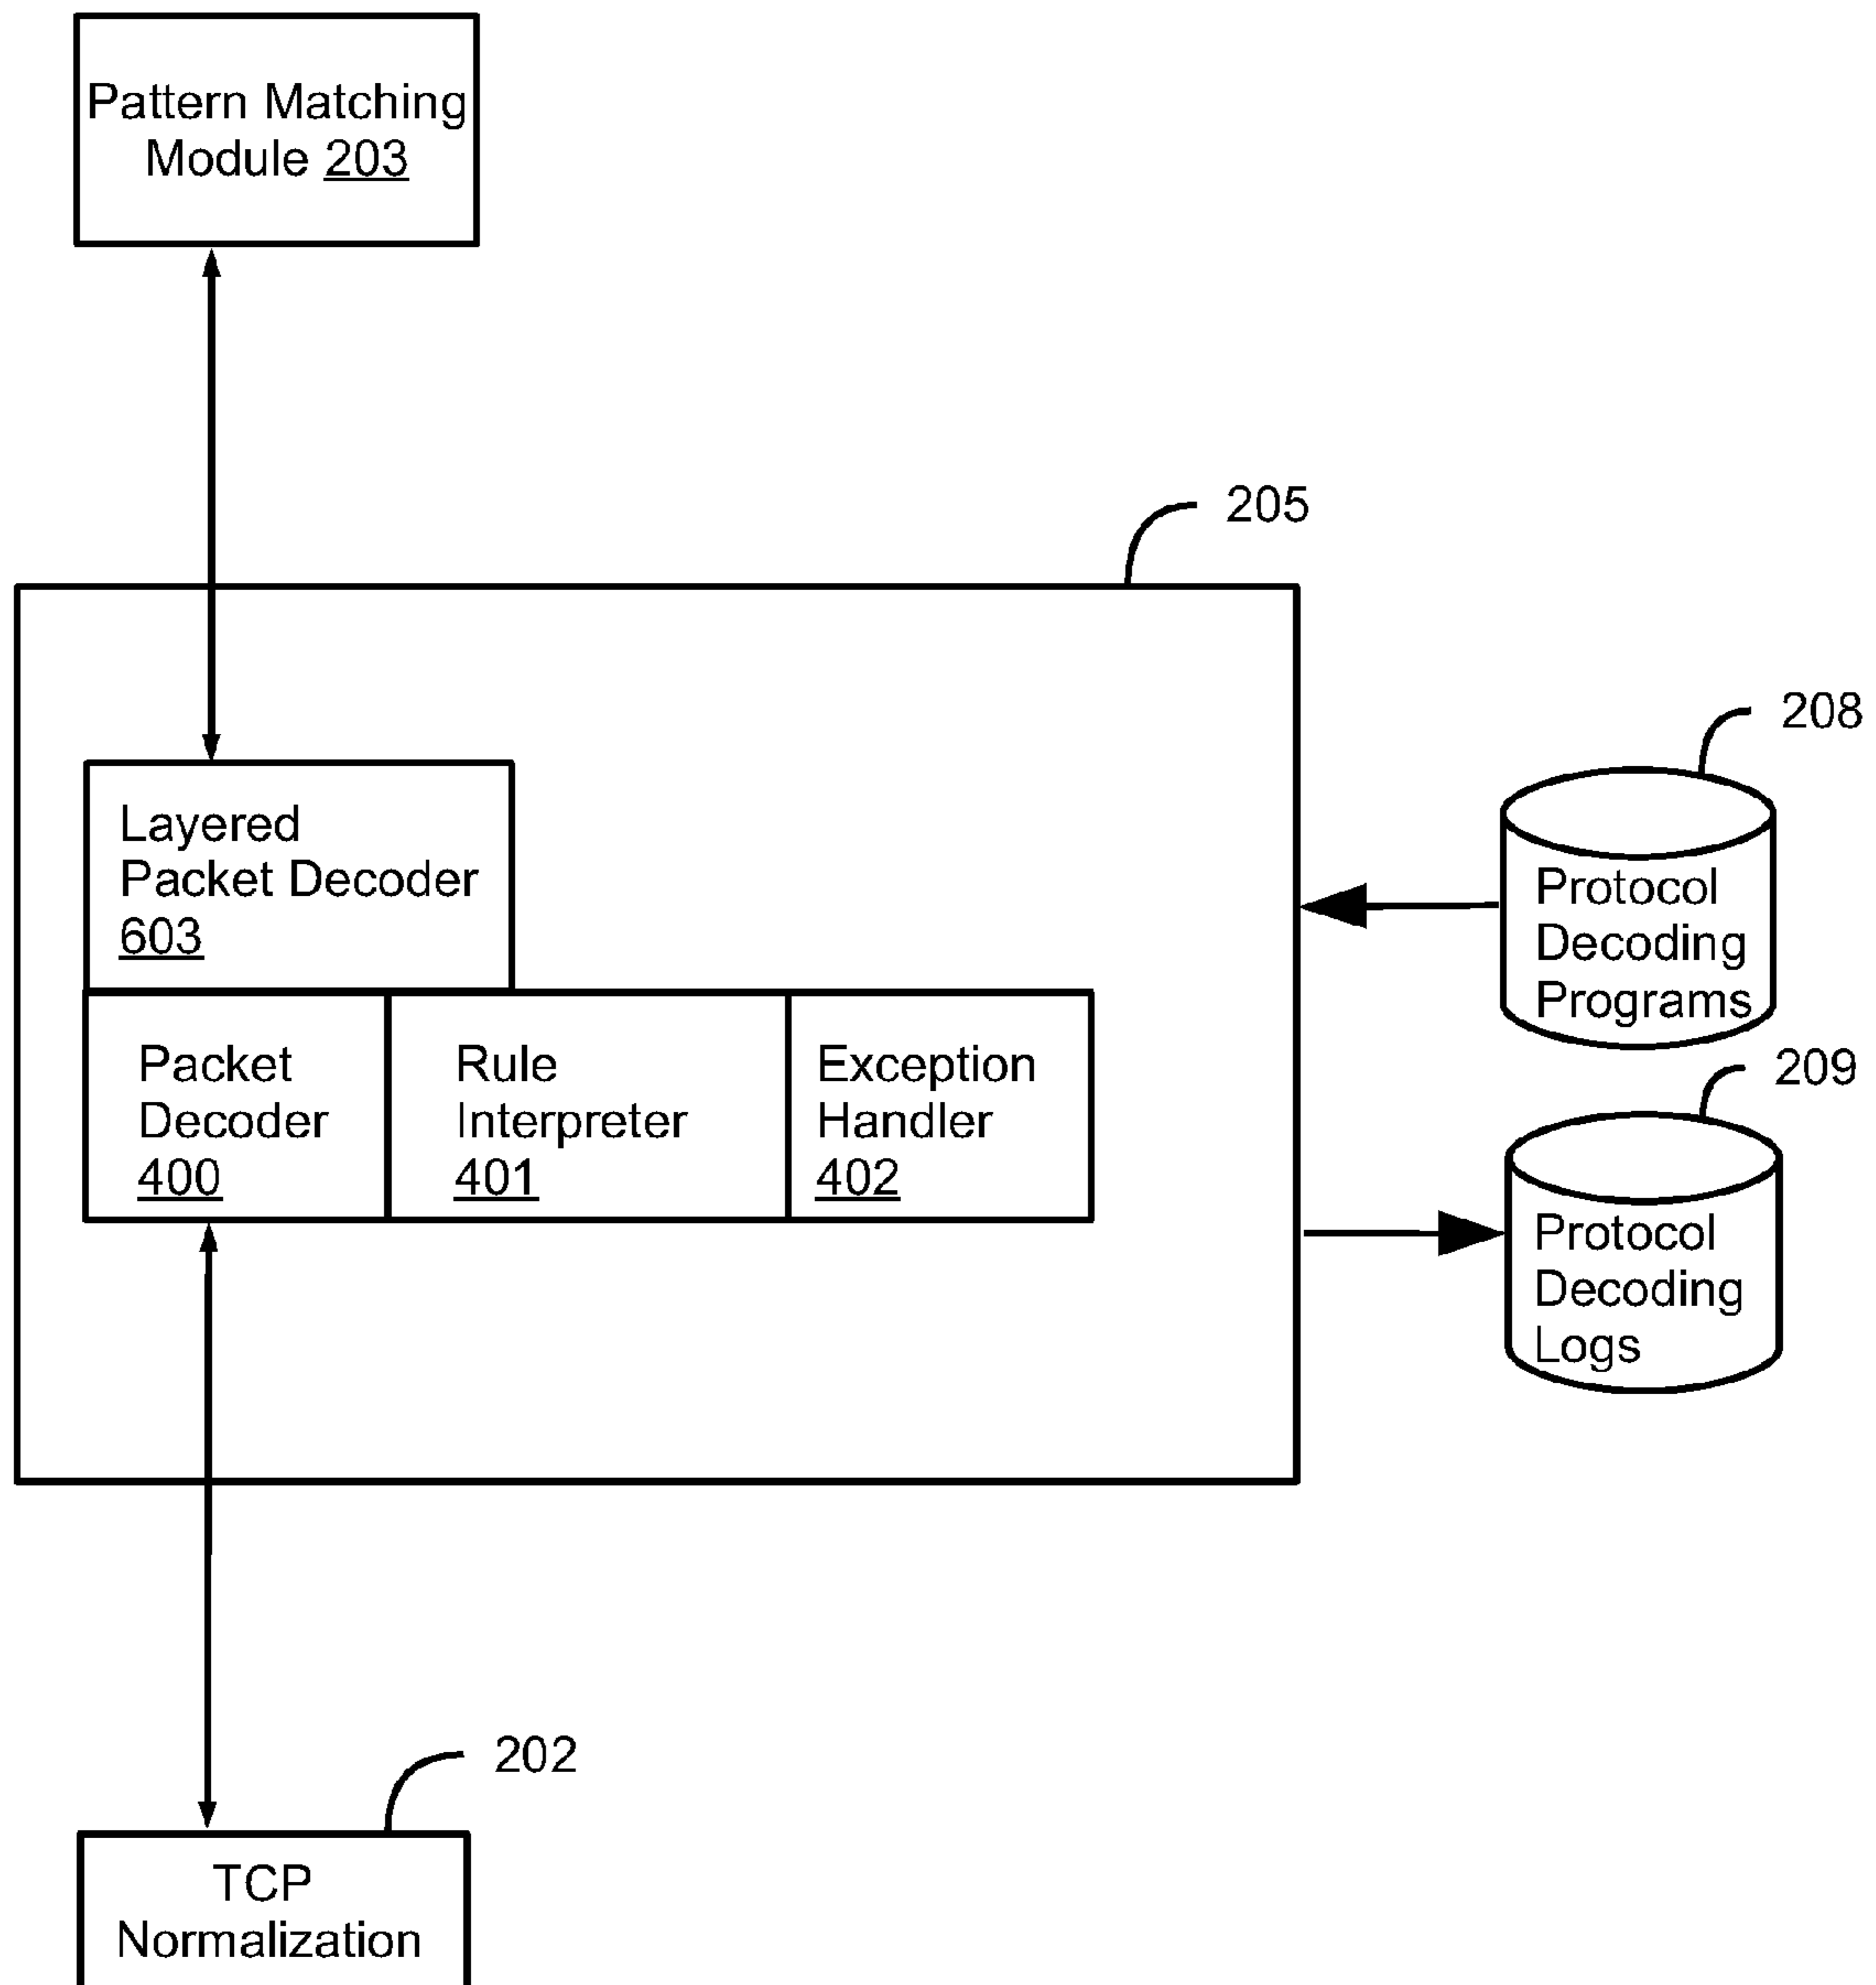 Pattern Matching
Module 203
205
208
Layered
Packet Decoder
603
Protocol
Decoding
Programs
Packet
Decoder
400
Rule
Interpreter
401
Exception
Handler
402
209
Protocol
Decoding
Logs
202
TCP
Normalization